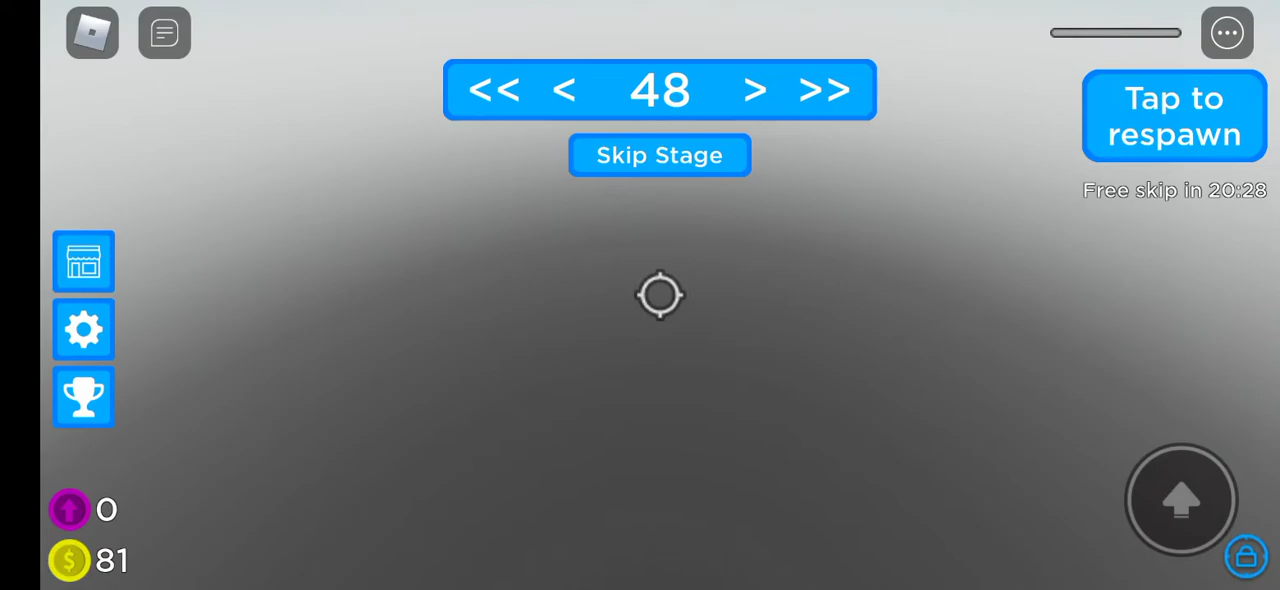 << < 48 > >>
Skip Stage
Tap to
respawn
Free skip in 20:28
0
81